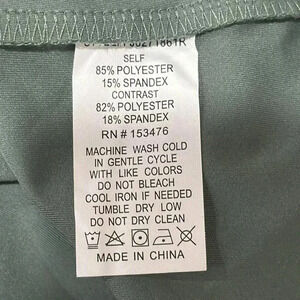 SELF
85% POLYESTER
15% SPANDEX
CONTRAST
82% POLYESTER
18% SPANDEX
RN # 153476
MACHINE WASH COLD
IN GENTLE CYCLE
WITH LIKE COLORS
DO NOT BLEACH
COOL IRON IF NEEDED
TUMBLE DRY LOW
DO NOT DRY CLEAN
MADE IN CHINA